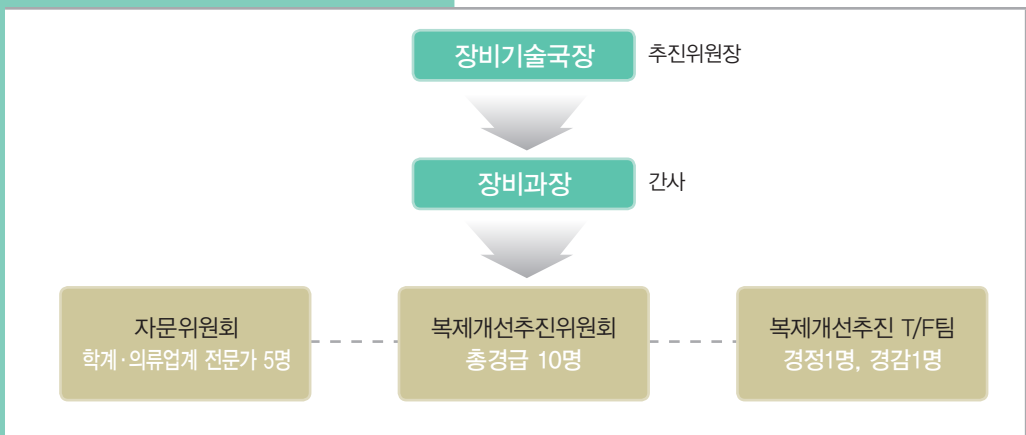 장비기술국장
추진위원장
장비과장
간사
자문위원회
학계·의류업계 전문가 5명
복제개선추진위원회
총경급 10명
복제개선추진 T/F팀
경정1명, 경감1명